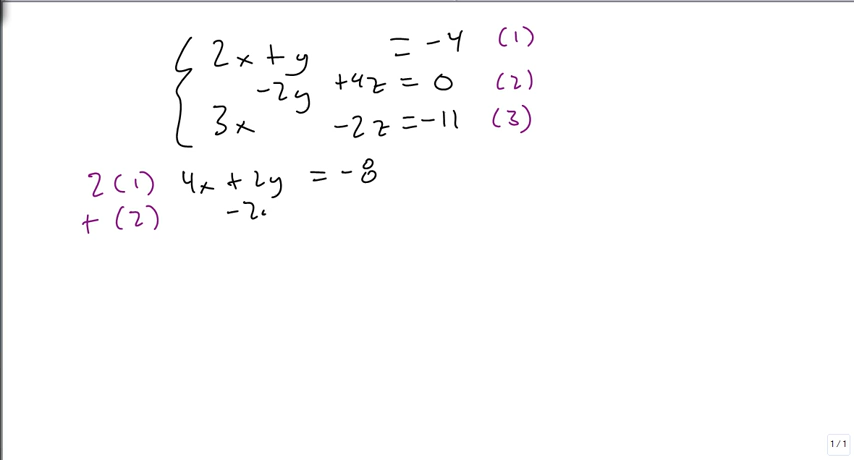 2x + y = -4 (1)
-2y +4z = 0 (2)
3x -2z = -11 (3)
2(1) 4x + 2y = -8
+ (2) -2
1 / 1